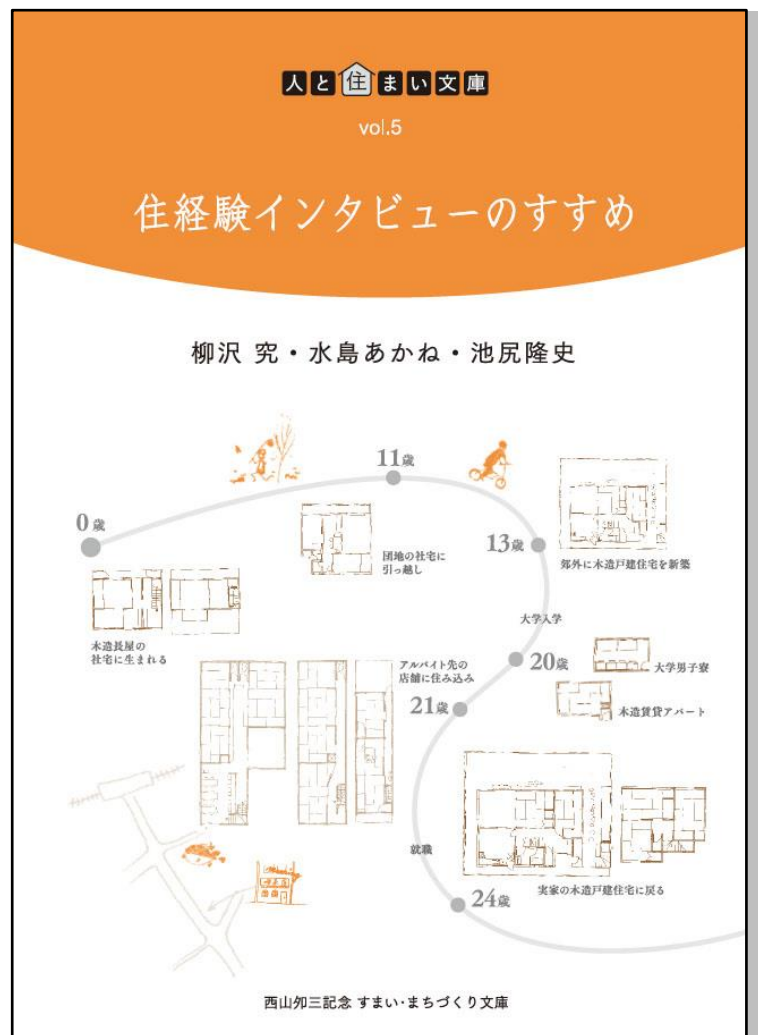 人と住まい文庫
vol.5
住経験インタビューのすすめ
柳沢 究・水島あかね・池尻隆史
0歳
木造長屋の
社宅に生まれる
11歳
団地の社宅に
引っ越し
13歳
郊外に木造戸建住宅を新築
大学入学
20歳
大学男子寮
木造賃貸アパート
アルバイト先の
店舗に住み込み
21歳
就職
24歳
実家の木造戸建住宅に戻る
西山夘三記念 すまい・まちづくり文庫